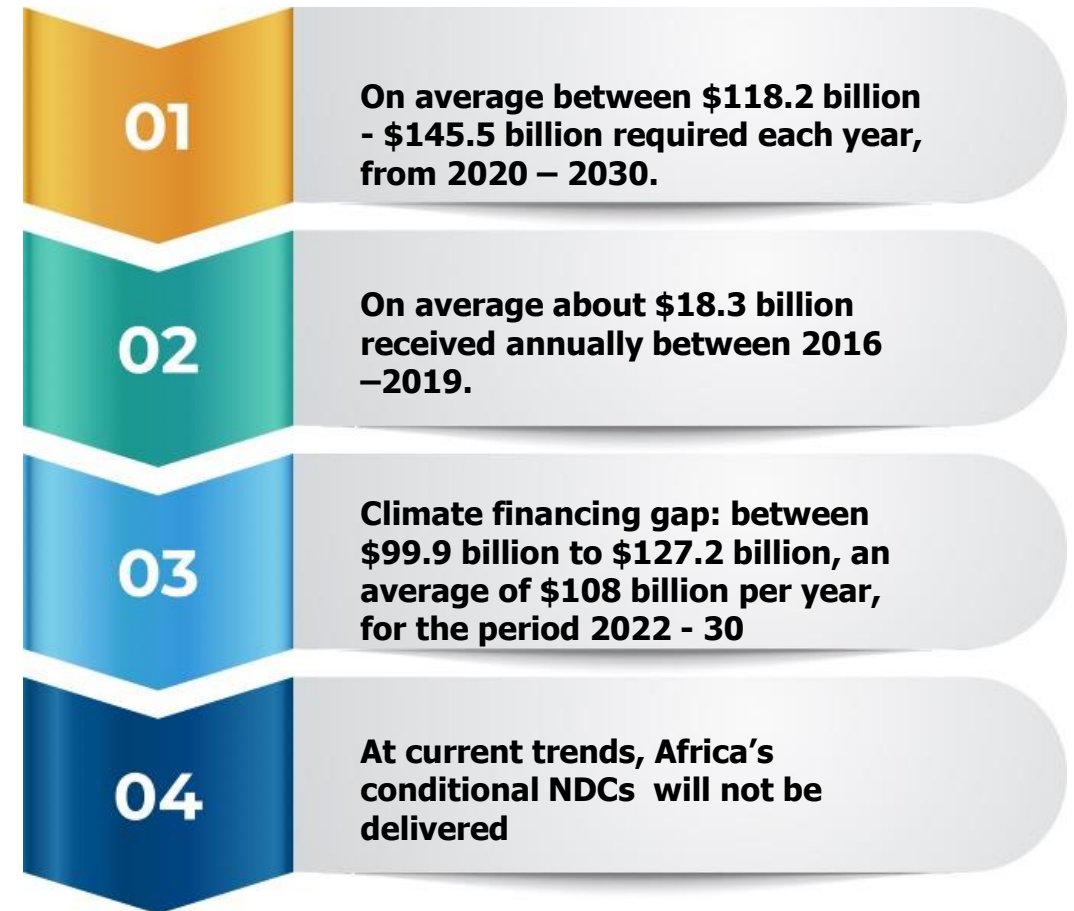 01
On average between $118.2 billion
- $145.5 billion required each year,
from 2020 – 2030.
02
On average about $18.3 billion
received annually between 2016
–2019.
03
Climate financing gap: between
$99.9 billion to $127.2 billion, an
average of $108 billion per year,
for the period 2022 - 30
04
At current trends, Africa’s
conditional NDCs  will not be
delivered